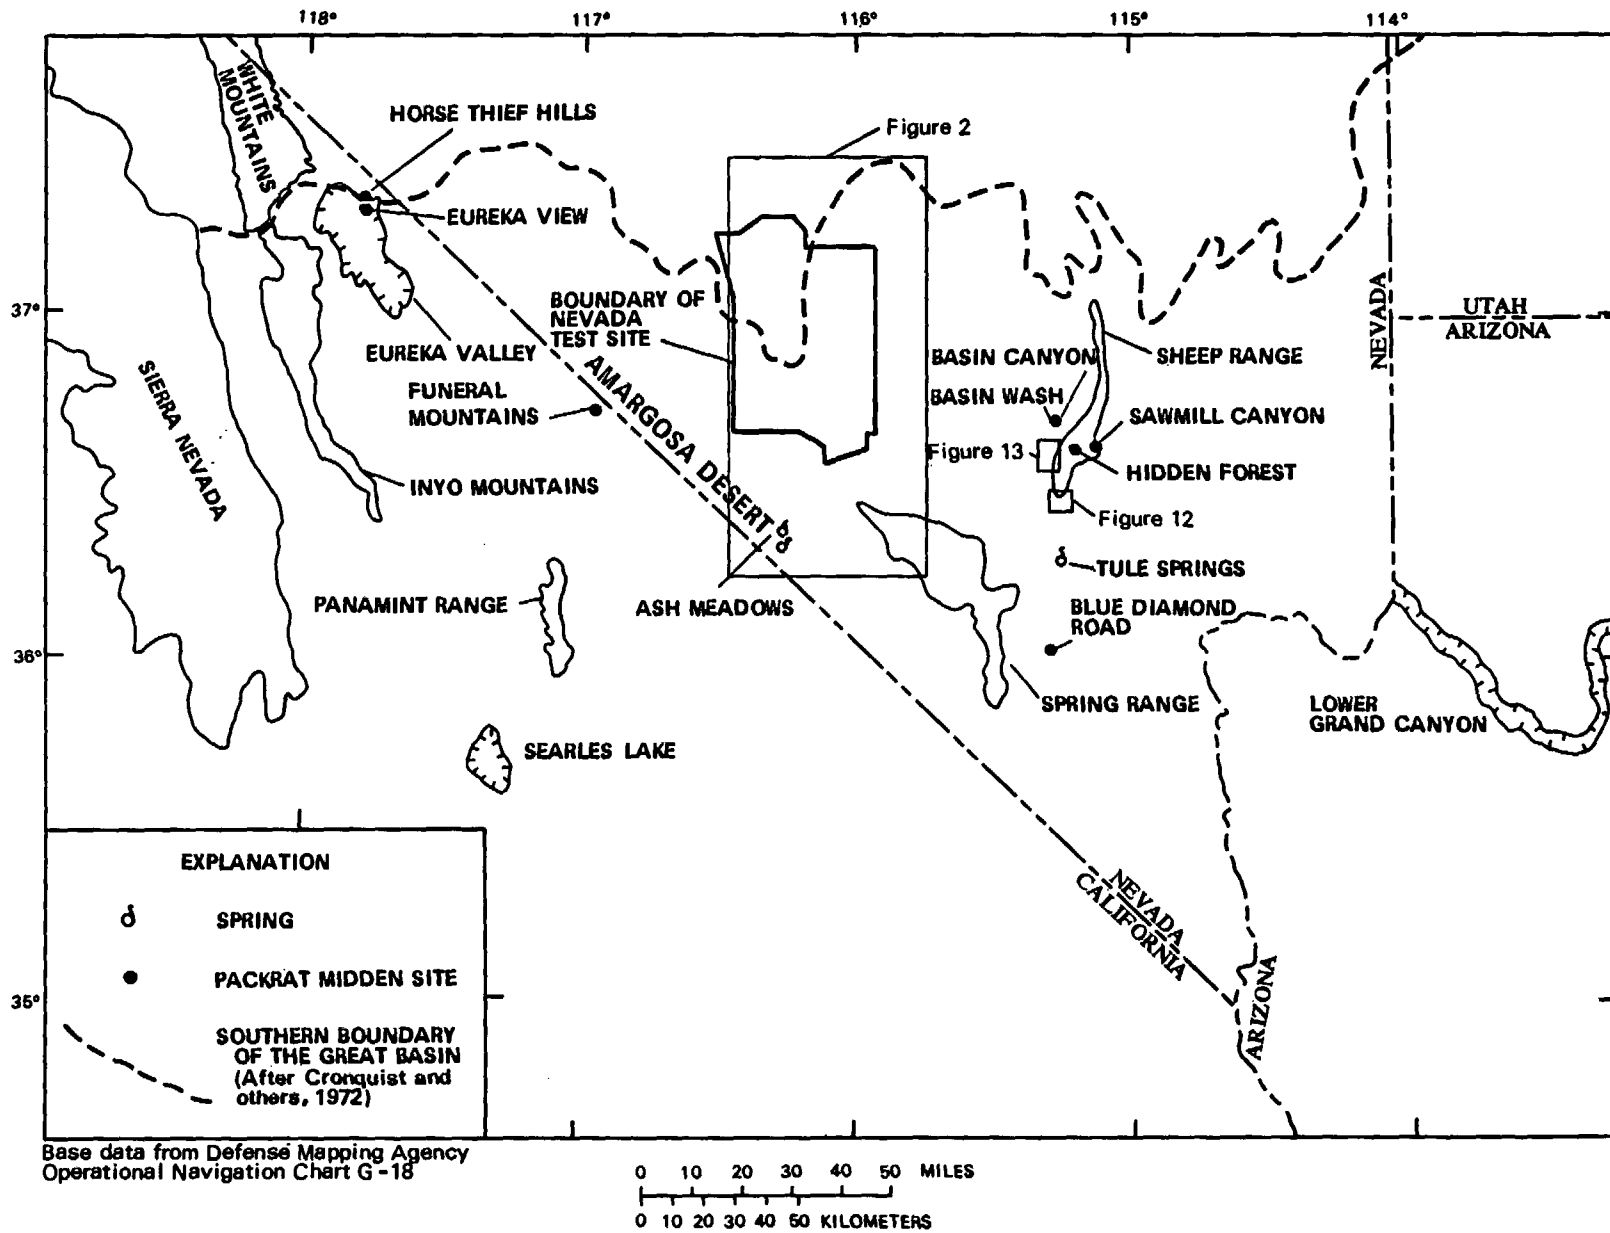 118°
117°
116°
115°
114°
WHITE
MOUNTAINS
HORSE THIEF HILLS
Figure 2
EUREKA VIEW
37°
BOUNDARY OF
NEVADA
TEST SITE
NEVADA
UTAH
ARIZONA
EUREKA VALLEY
BASIN CANYON
SHEEP RANGE
SIERRA NEVADA
FUNERAL
MOUNTAINS
AMARGOSA DESERT
BASIN WASH
SAWMILL CANYON
Figure 13
HIDDEN FOREST
INYO MOUNTAINS
Figure 12
TULE SPRINGS
PANAMINT RANGE
ASH MEADOWS
BLUE DIAMOND
ROAD
36°
SPRING RANGE
LOWER
GRAND CANYON
SEARLES LAKE
EXPLANATION
SPRING
PACKRAT MIDDEN SITE
SOUTHERN BOUNDARY
OF THE GREAT BASIN
(After Cronquist and
others, 1972)
NEVADA
CALIFORNIA
ARIZONA
35°
Base data from Defense Mapping Agency
Operational Navigation Chart G-18
0 10 20 30 40 50 MILES
0 10 20 30 40 50 KILOMETERS